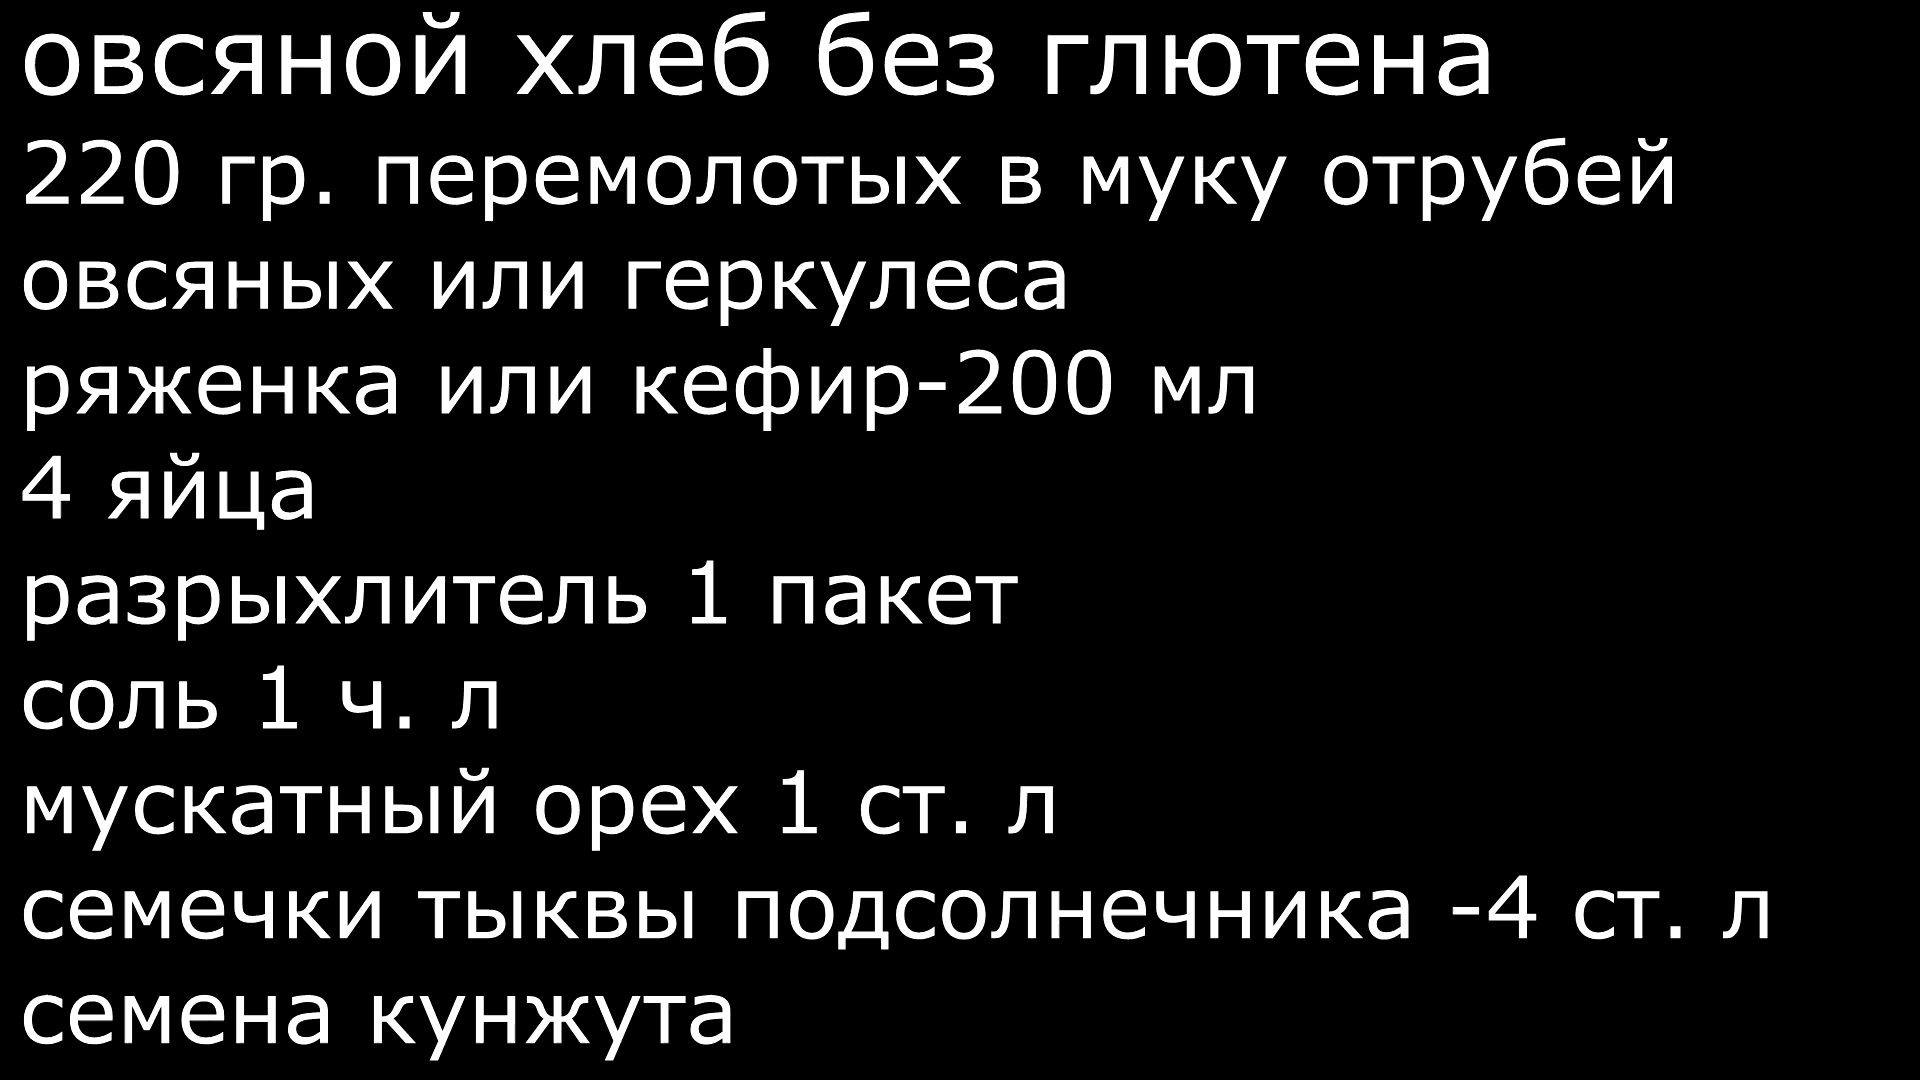 овсяной хлеб без глютена
220 гр. перемолотых в муку отрубей
овсяных или геркулеса
ряженка или кефир-200 мл
4 яйца
разрыхлитель 1 пакет
соль 1 ч. л
мускатный орех 1 ст. л
семечки тыквы подсолнечника -4 ст. л
семена кунжута